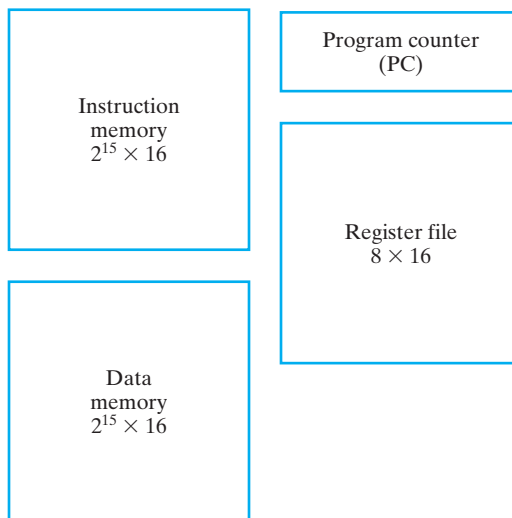 Instruction
memory
2¹⁵ × 16
Program counter
(PC)
Register file
8 × 16
Data
memory
2¹⁵ × 16